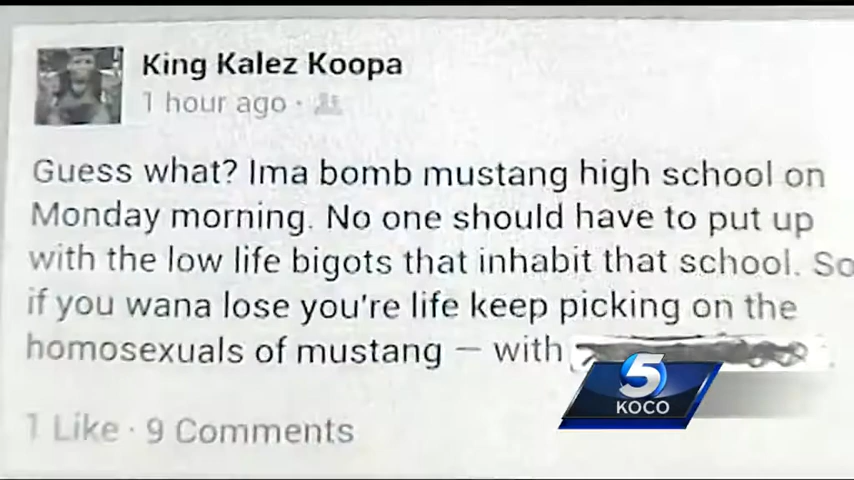 King Kalez Koopa
1 hour ago ·
Guess what? Ima bomb mustang high school on
Monday morning. No one should have to put up
with the low life bigots that inhabit that school. So
if you wana lose you're life keep picking on the
homosexuals of mustang — with
1 Like · 9 Comments
5
KOCO